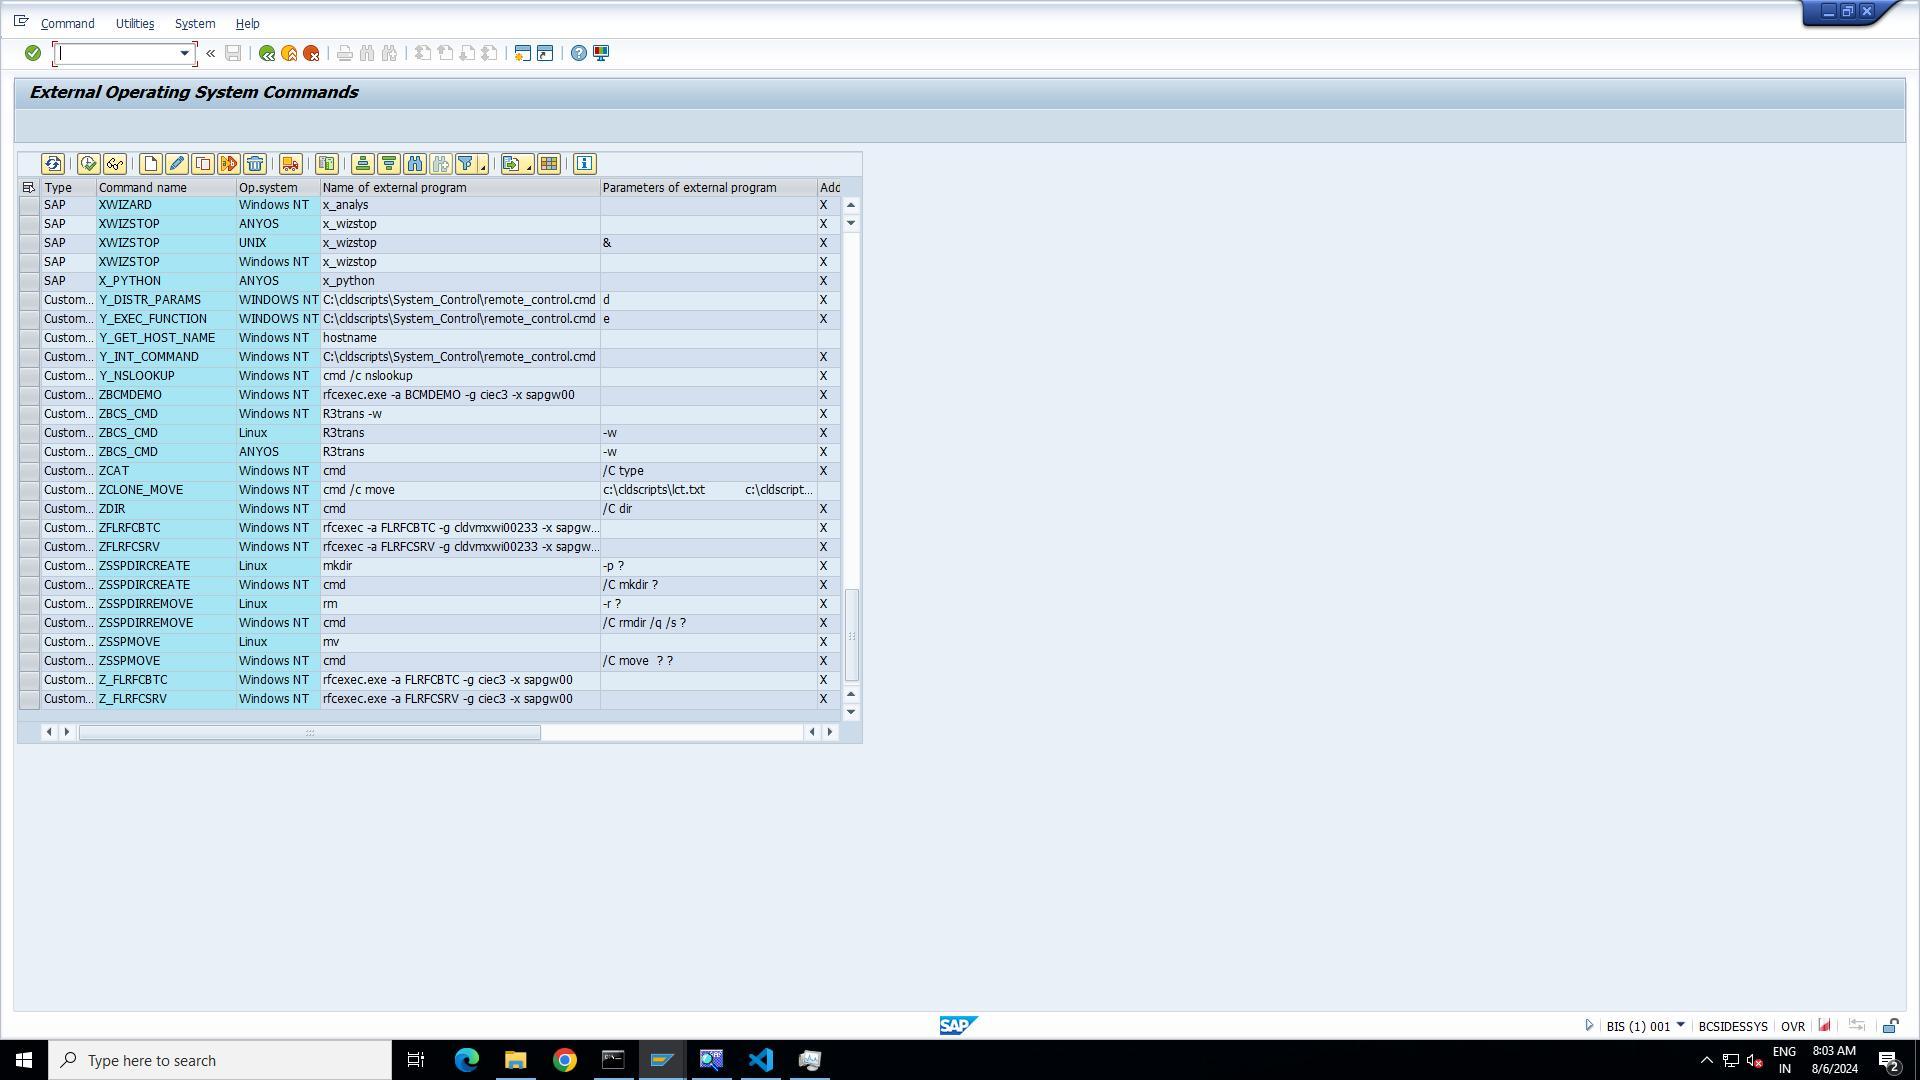 Command Utilities System Help
External Operating System Commands
Type Command name Op.system Name of external program Parameters of external program Add
SAP XWIZARD Windows NT x_analys X
SAP XWIZSTOP ANYOS x_wizstop X
SAP XWIZSTOP UNIX x_wizstop & X
SAP XWIZSTOP Windows NT x_wizstop X
SAP X_PYTHON ANYOS x_python X
Custom... Y_DISTR_PARAMS WINDOWS NT C:\cldscripts\System_Control\remote_control.cmd d X
Custom... Y_EXEC_FUNCTION WINDOWS NT C:\cldscripts\System_Control\remote_control.cmd e X
Custom... Y_GET_HOST_NAME Windows NT hostname
Custom... Y_INT_COMMAND Windows NT C:\cldscripts\System_Control\remote_control.cmd X
Custom... Y_NSLOOKUP Windows NT cmd /c nslookup X
Custom... ZBCMDEMO Windows NT rfcexec.exe -a BCMDEMO -g ciec3 -x sapgw00 X
Custom... ZBCS_CMD Windows NT R3trans -w X
Custom... ZBCS_CMD Linux R3trans -w X
Custom... ZBCS_CMD ANYOS R3trans -w X
Custom... ZCAT Windows NT cmd /C type X
Custom... ZCLONE_MOVE Windows NT cmd /c move c:\cldscripts\lct.txt c:\cldscript...
Custom... ZDIR Windows NT cmd /C dir X
Custom... ZFLRFCBTC Windows NT rfcexec -a FLRFCBTC -g cldvmxwi00233 -x sapgw... X
Custom... ZFLRFCSRV Windows NT rfcexec -a FLRFCSRV -g cldvmxwi00233 -x sapgw... X
Custom... ZSSPDIRCREATE Linux mkdir -p ? X
Custom... ZSSPDIRCREATE Windows NT cmd /C mkdir ? X
Custom... ZSSPDIRREMOVE Linux rm -r ? X
Custom... ZSSPDIRREMOVE Windows NT cmd /C rmdir /q /s ? X
Custom... ZSSPMOVE Linux mv X
Custom... ZSSPMOVE Windows NT cmd /C move ? ? X
Custom... Z_FLRFCBTC Windows NT rfcexec.exe -a FLRFCBTC -g ciec3 -x sapgw00 X
Custom... Z_FLRFCSRV Windows NT rfcexec.exe -a FLRFCSRV -g ciec3 -x sapgw00 X
SAP BIS (1) 001 BCSIDESSYS OVR
Type here to search
ENG 8:03 AM
IN 8/6/2024 2